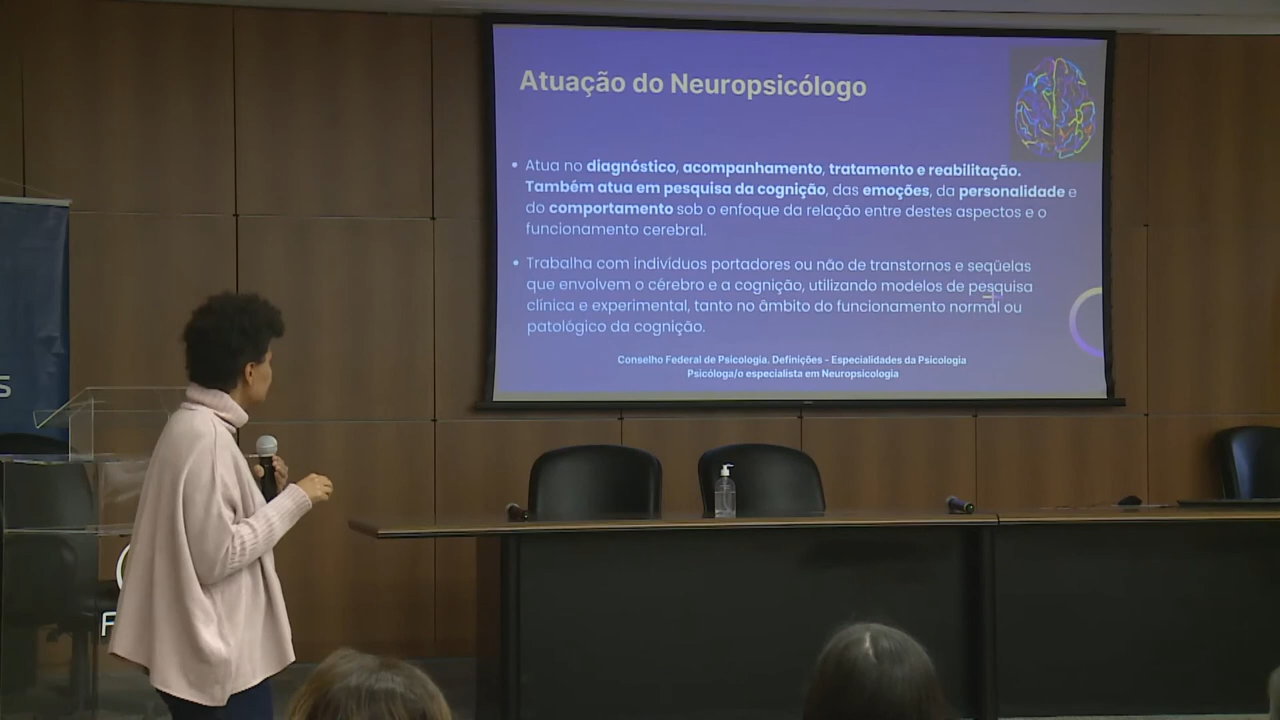 Atuação do Neuropsicólogo
• Atua no diagnóstico, acompanhamento, tratamento e reabilitação.
Também atua em pesquisa da cognição, das emoções, da personalidade e
do comportamento sob o enfoque da relação entre destes aspectos e o
funcionamento cerebral.
• Trabalha com indivíduos portadores ou não de transtornos e seqüelas
que envolvem o cérebro e a cognição, utilizando modelos de pesquisa
clínica e experimental, tanto no âmbito do funcionamento normal ou
patológico da cognição.
Conselho Federal de Psicologia. Definições - Especialidades da Psicologia
Psicóloga/o especialista em Neuropsicologia